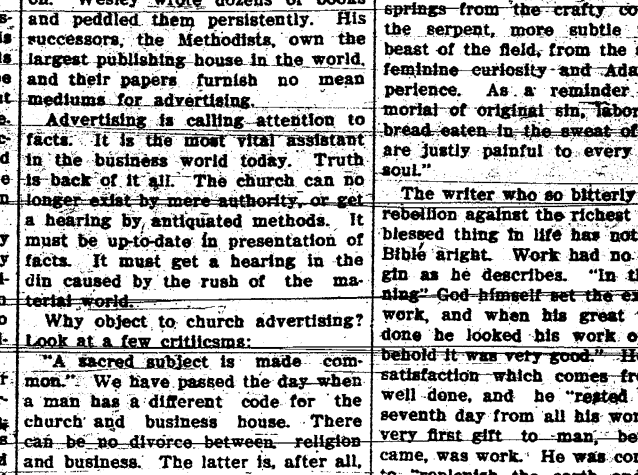 on. Wesley wrote dozens of books
and peddled them persistently. His
successors, the Methodists, own the
largest publishing house in the world,
and their papers furnish no mean
mediums for advertising.
Advertising is calling attention to
facts. It is the most vital assistant
in the business world today. Truth
is back of it all. The church can no
longer exist by mere authority, or get
a hearing by antiquated methods. It
must be up-to-date in presentation of
facts. It must get a hearing in the
din caused by the rush of the ma-
terial world.
Why object to church advertising?
Look at a few critiicsms:
"A sacred subject is made com-
mon." We have passed the day when
a man has a different code for the
church and business house. There
can be no divorce between religion
and business. The latter is, after all,
springs from the crafty co
the serpent, more subtle
beast of the field, from the s
feminine curiosity and Ada
perience. As a reminder
morial of original sin, labor
bread eaten in the sweat of
are justly painful to every
soul."
The writer who so bitterly
rebellion against the richest
blessed thing in life has not
Bible aright. Work had no
gin as he describes. "In th
ning" God himself set the ex
work, and when his great
done he looked his work o
behold it was very good." He
satisfaction which comes fr
well done, and he "rested
seventh day from all his wor
very first gift to man, be
came, was work. He was con
to "replenish the earth